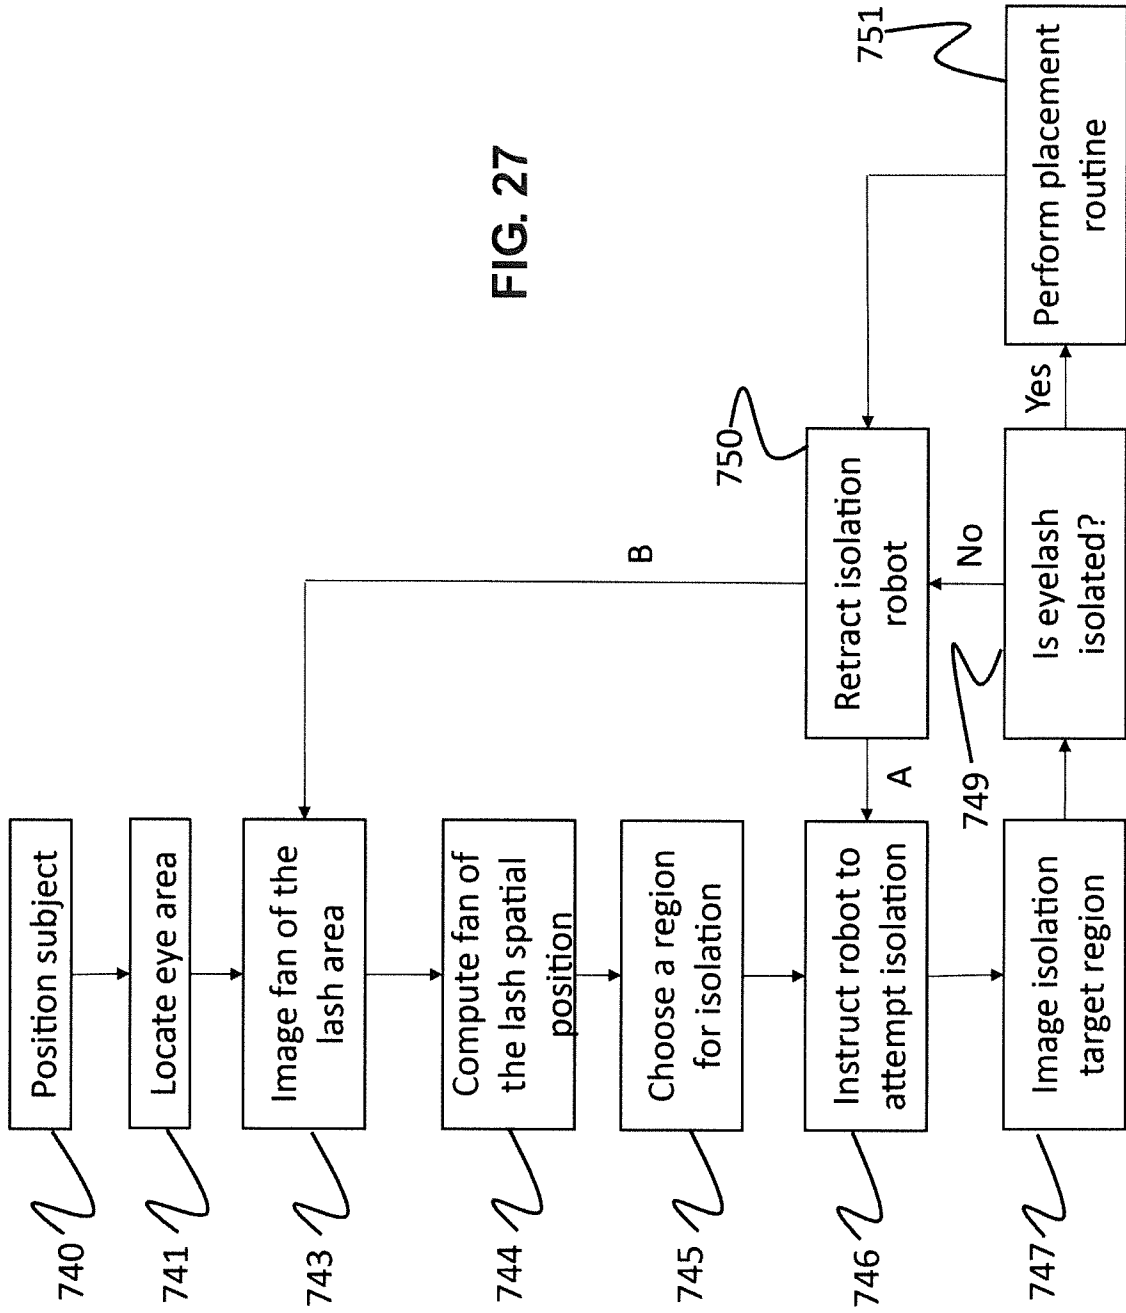 740
Position subject
741
Locate eye area
743
Image fan of the
lash area
744
Compute fan of
the lash spatial
position
745
Choose a region
for isolation
746
Instruct robot to
attempt isolation
747
Image isolation
target region
749
Is eyelash
isolated?
No
Yes
750
Retract isolation
robot
A
B
751
Perform placement
routine
FIG. 27